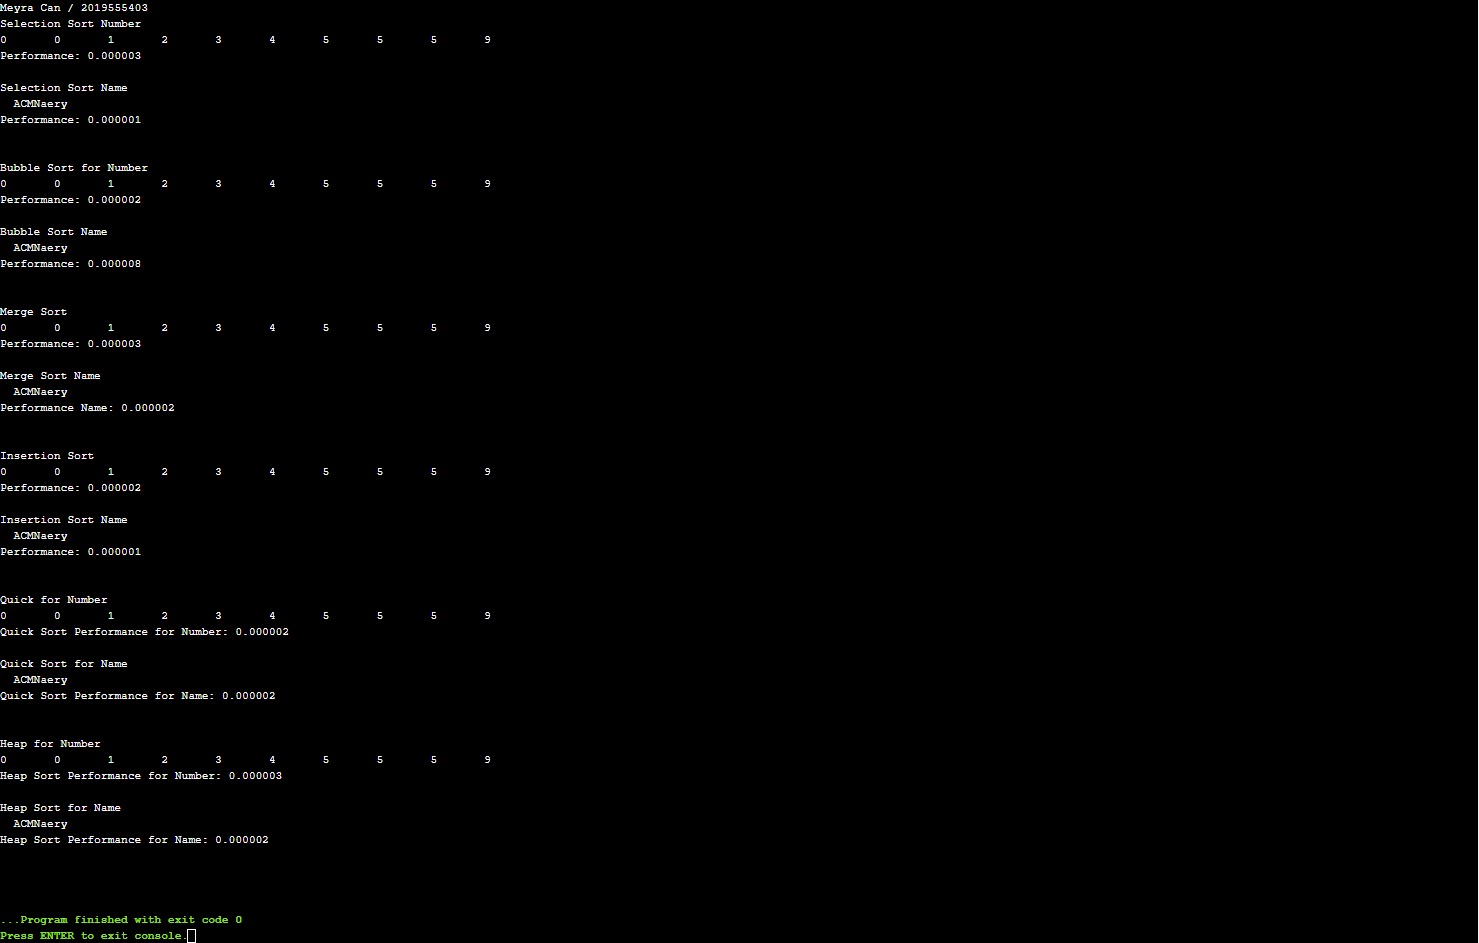 Meyra Can / 2019555403
Selection Sort Number
0 0 1 2 3 4 5 5 5 9
Performance: 0.000003
Selection Sort Name
ACMNaery
Performance: 0.000001
Bubble Sort for Number
0 0 1 2 3 4 5 5 5 9
Performance: 0.000002
Bubble Sort Name
ACMNaery
Performance: 0.000008
Merge Sort
0 0 1 2 3 4 5 5 5 9
Performance: 0.000003
Merge Sort Name
ACMNaery
Performance Name: 0.000002
Insertion Sort
0 0 1 2 3 4 5 5 5 9
Performance: 0.000002
Insertion Sort Name
ACMNaery
Performance: 0.000001
Quick for Number
0 0 1 2 3 4 5 5 5 9
Quick Sort Performance for Number: 0.000002
Quick Sort for Name
ACMNaery
Quick Sort Performance for Name: 0.000002
Heap for Number
0 0 1 2 3 4 5 5 5 9
Heap Sort Performance for Number: 0.000003
Heap Sort for Name
ACMNaery
Heap Sort Performance for Name: 0.000002
...Program finished with exit code 0
Press ENTER to exit console.